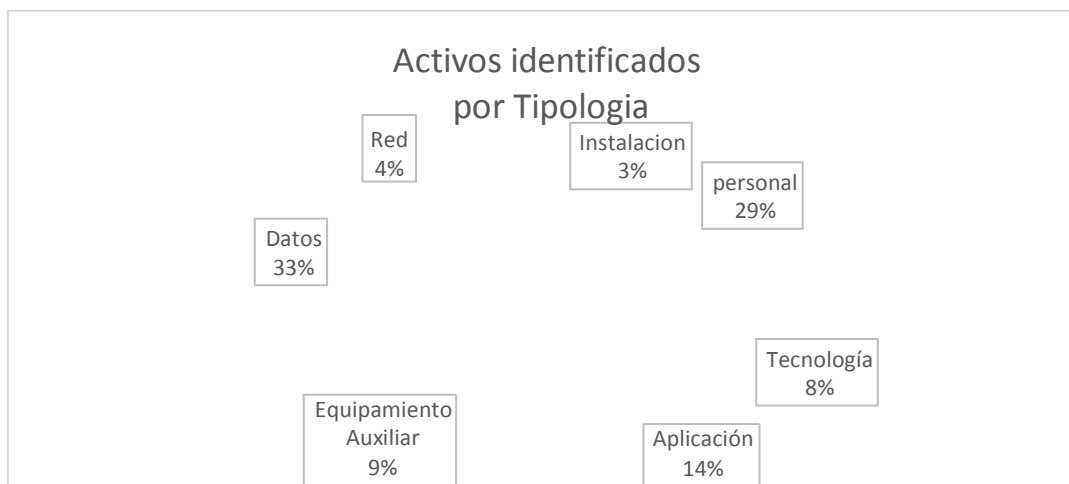 Activos identificados
por Tipologia
Red
4%
Instalacion
3%
personal
29%
Datos
33%
Tecnología
8%
Equipamiento
Auxiliar
9%
Aplicación
14%